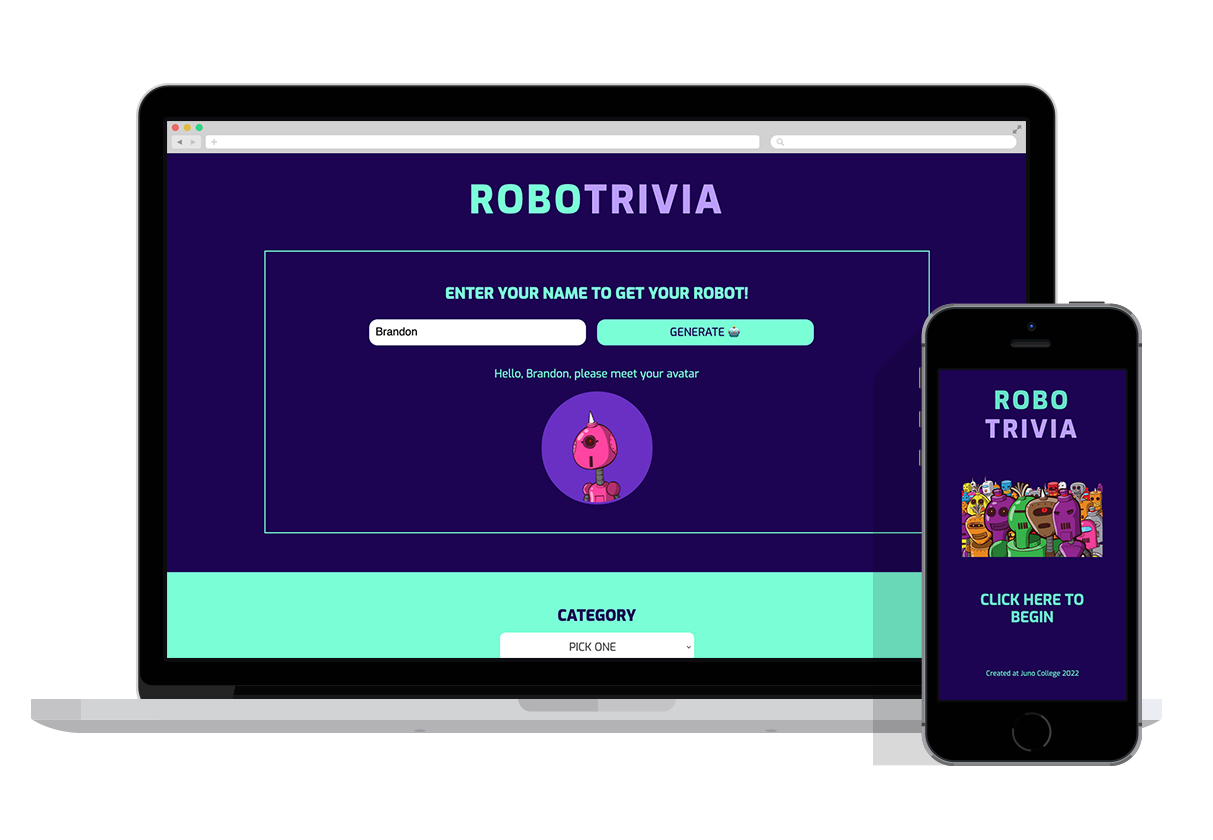 ROBOTRIVIA
ENTER YOUR NAME TO GET YOUR ROBOT!
Brandon
GENERATE 🤖
Hello, Brandon, please meet your avatar
CATEGORY
PICK ONE
ROBO
TRIVIA
CLICK HERE TO
BEGIN
Created at Juno College 2022